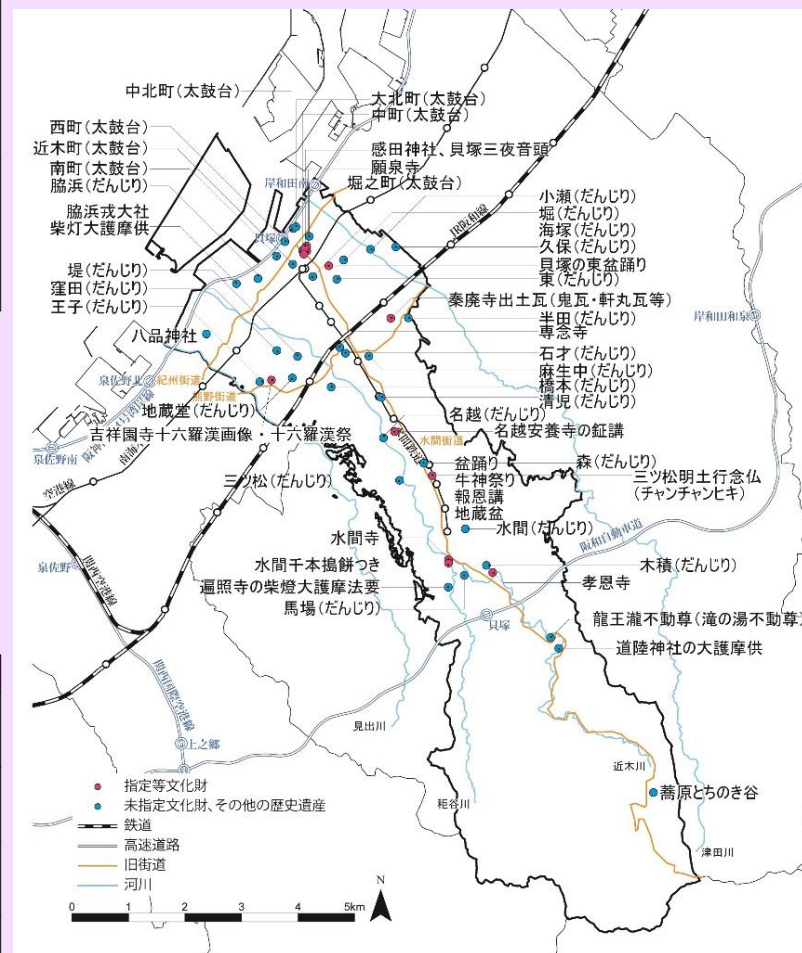 中北町(太鼓台)
大北町(太鼓台)
中町(太鼓台)
西町(太鼓台)
近木町(太鼓台)
南町(太鼓台)
脇浜(だんじり)
脇浜戎大社
柴灯大護摩供
感田神社、貝塚三夜音頭
願泉寺
堀之町(太鼓台)
岸和田南
貝塚
JR阪和線
小瀬(だんじり)
堀(だんじり)
海塚(だんじり)
久保(だんじり)
貝塚の東盆踊り
東(だんじり)
堤(だんじり)
窪田(だんじり)
王子(だんじり)
秦廃寺出土瓦(鬼瓦・軒丸瓦等)
半田(だんじり)
専念寺
岸和田和泉
八品神社
石才(だんじり)
麻生中(だんじり)
橋本(だんじり)
清児(だんじり)
泉佐野北
紀州街道
熊野街道
地蔵堂(だんじり)
名越(だんじり)
名越安養寺の鉦講
水間街道
水間鉄道
吉祥園寺十六羅漢画像・十六羅漢祭
泉佐野南
空港線
三ツ松(だんじり)
盆踊り
牛神祭り
報恩講
地蔵盆
森(だんじり)
三ツ松明土行念仏
(チャンチャンヒキ)
水間(だんじり)
阪和自動車道
水間寺
水間千本搗餅つき
遍照寺の柴燈大護摩法要
馬場(だんじり)
木積(だんじり)
孝恩寺
泉佐野
貝塚
龍王瀧不動尊(滝の湯不動尊)
道陸神社の大護摩供
関西国際空港線
上之郷
見出川
近木川
秬谷川
蕎原とちのき谷
津田川
指定等文化財
未指定文化財、その他の歴史遺産
鉄道
高速道路
旧街道
河川
0 1 2 3 4 5km
N